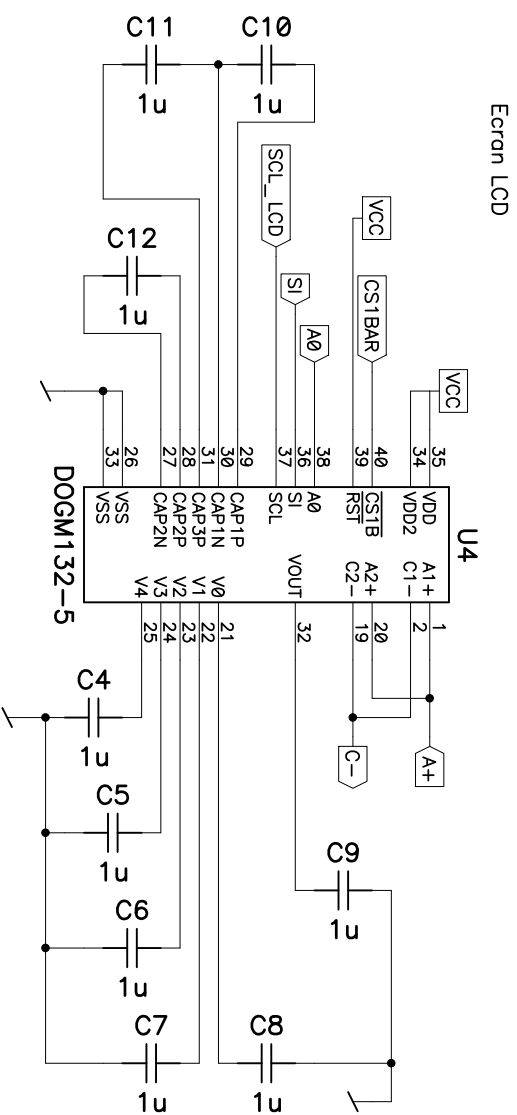 Ecran LCD
C11
1u
C10
1u
C12
1u
SCL_LCD
SI
A0
VCC
CS1BAR
VCC
33
26
27
28
31
30
29
37
36
38
39
40
34
35
VSS
VSS
CAP2N
CAP2P
CAP3P
CAP1N
CAP1P
SCL
SI
A0
RST
CS1B
VDD2
VDD
U4
DOGM132-5
V4
V3
V2
V1
V0
VOUT
C2-
A2+
C1-
A1+
25
24
23
22
21
32
19
20
2
1
C-
A+
C4
1u
C5
1u
C6
1u
C7
1u
C8
1u
C9
1u